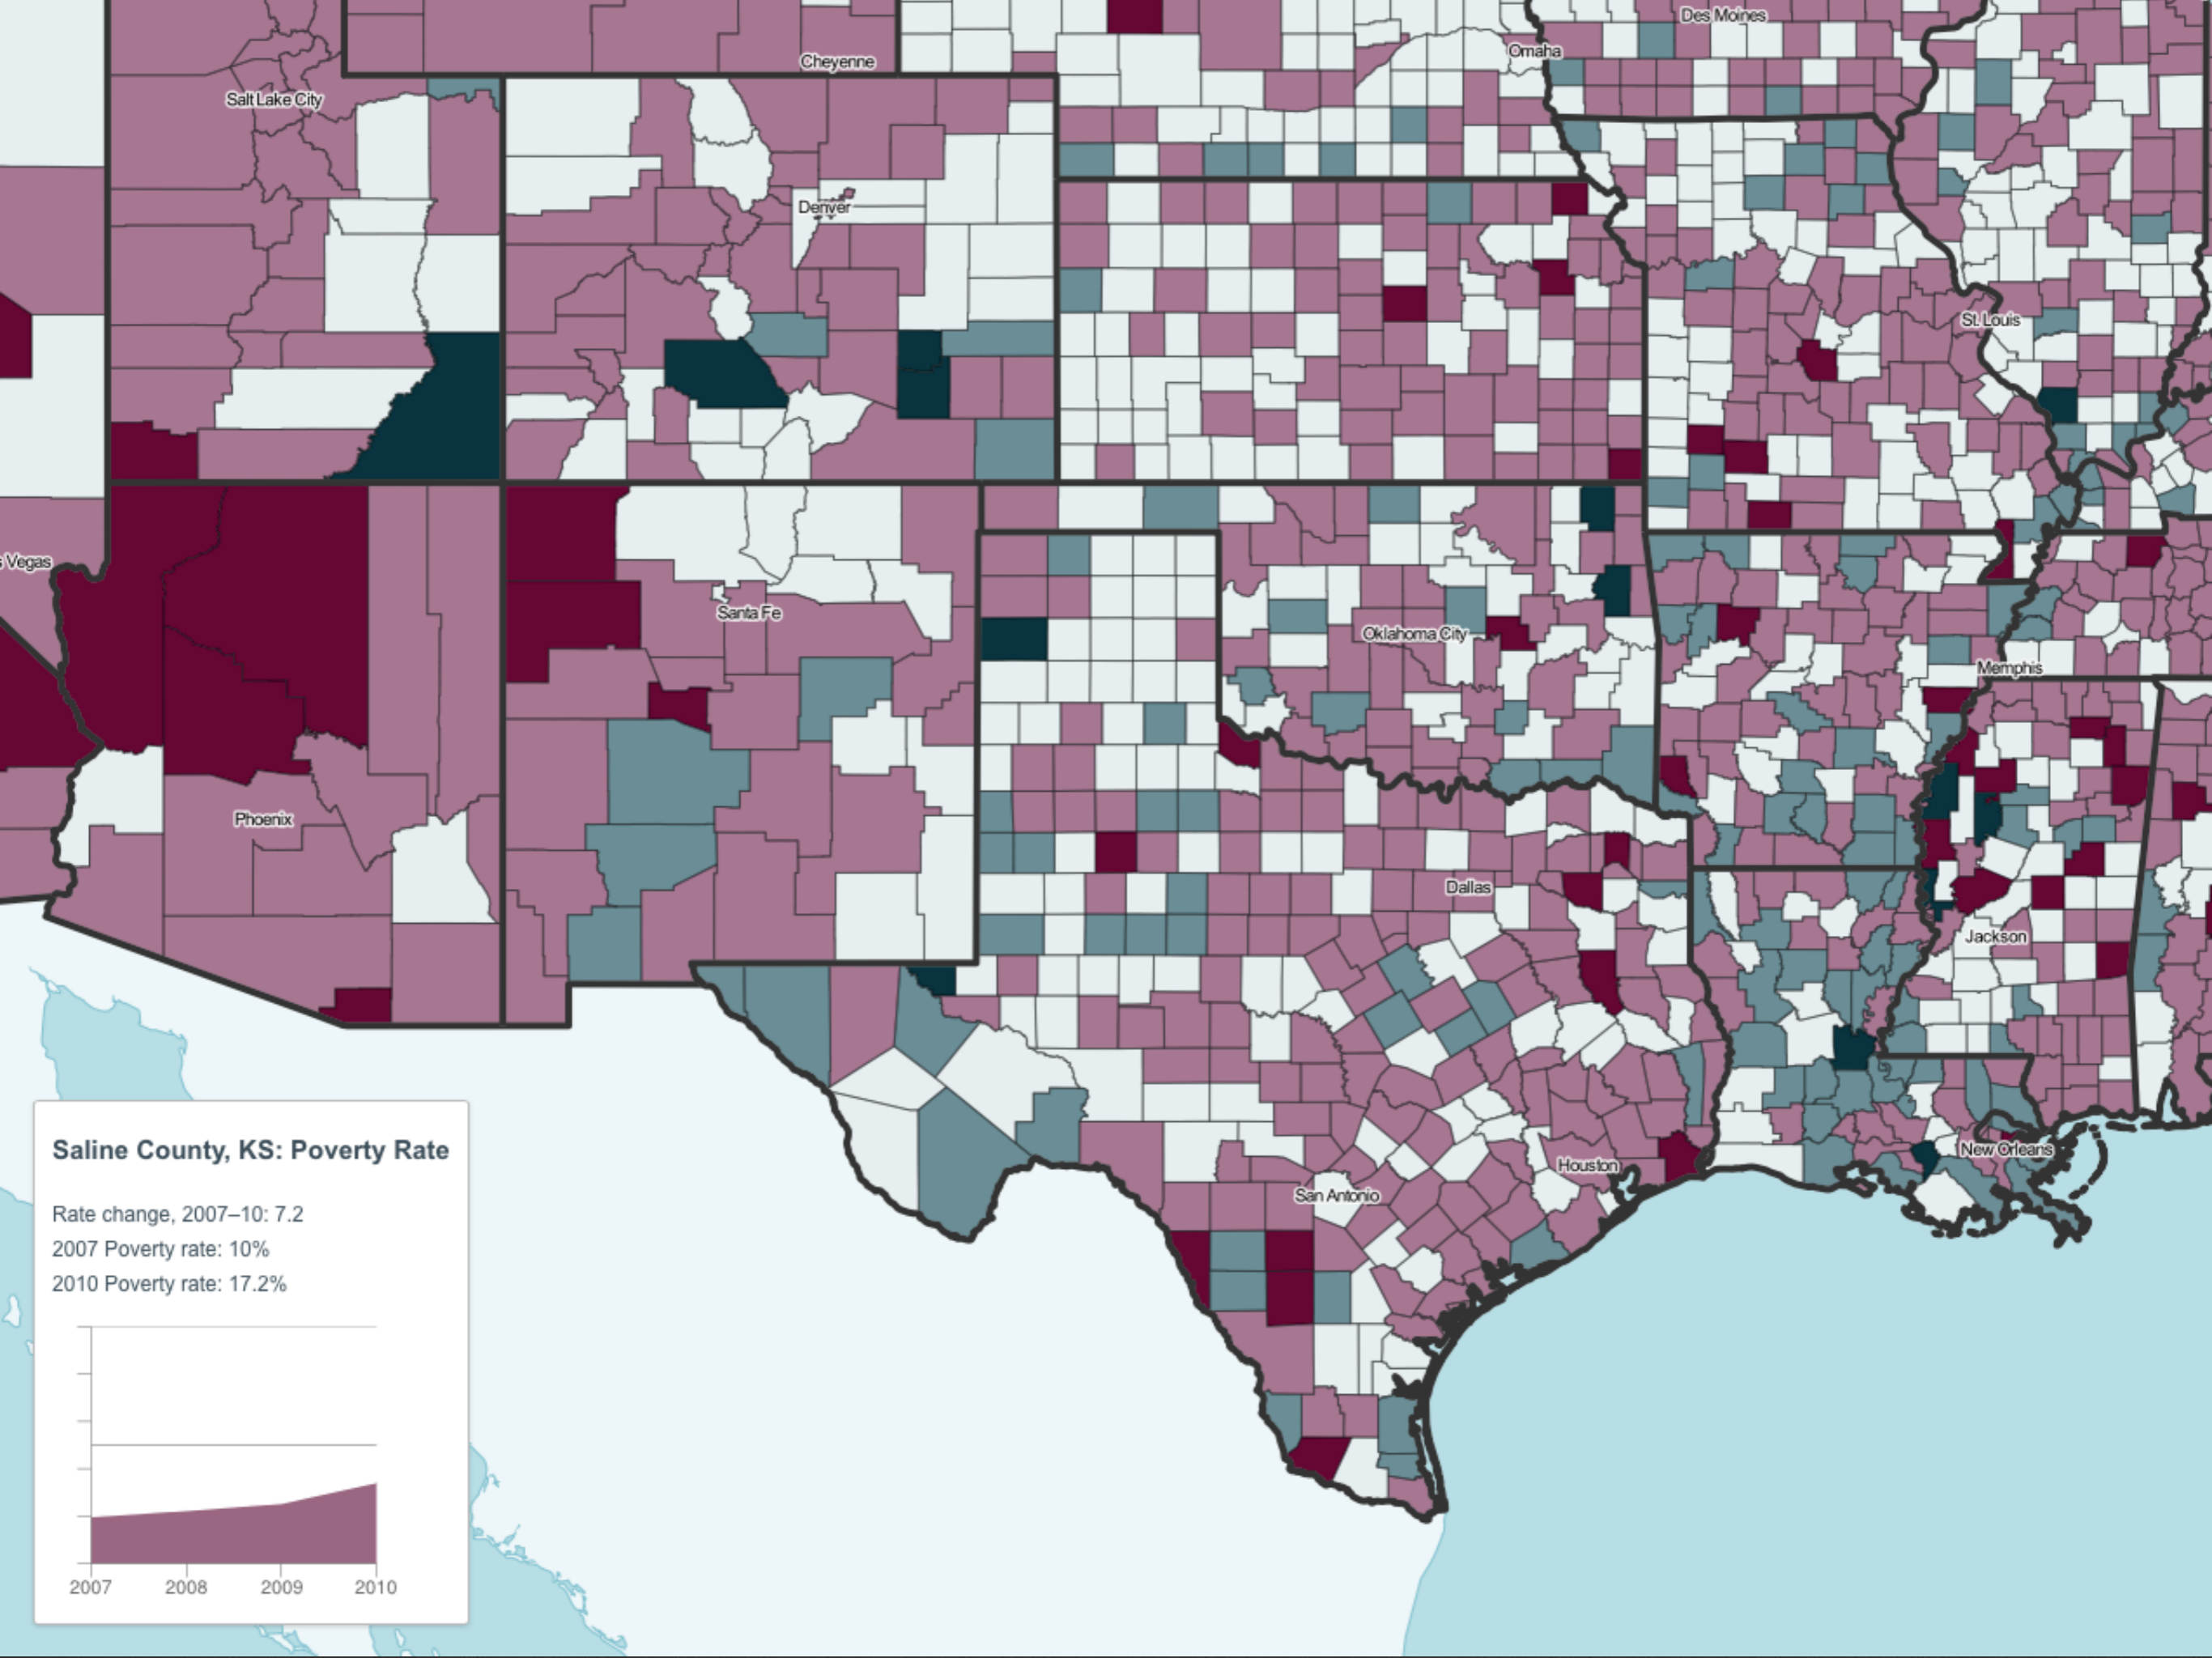 Des Moines
Omaha
Cheyenne
Salt Lake City
Denver
St. Louis
s Vegas
Santa Fe
Oklahoma City
Memphis
Phoenix
Dallas
Jackson
New Orleans
Houston
San Antonio
Saline County, KS: Poverty Rate
Rate change, 2007–10: 7.2
2007 Poverty rate: 10%
2010 Poverty rate: 17.2%
2007 2008 2009 2010